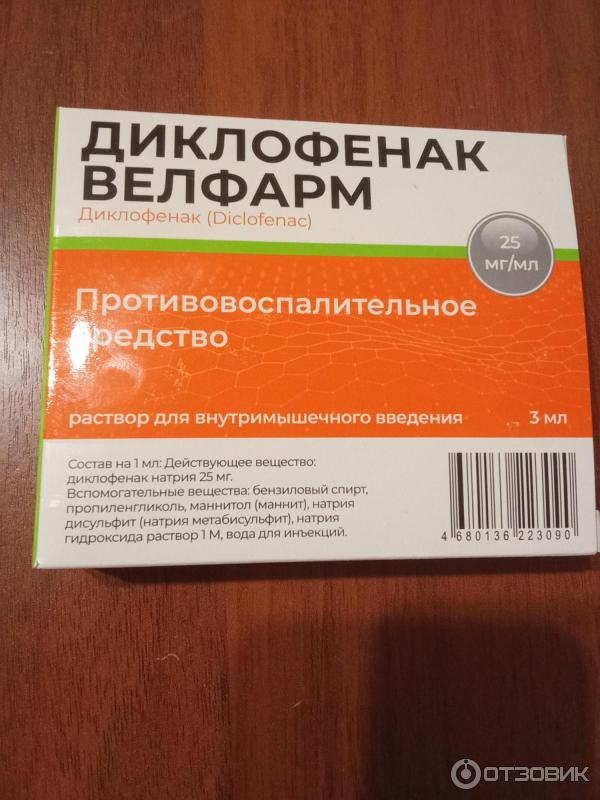 ДИКЛОФЕНАК
ВЕЛФАРМ
Диклофенак (Diclofenac)
25
мг/мл
Противовоспалительное
средство
раствор для внутримышечного введения 3 мл
Состав на 1 мл: Действующее вещество:
диклофенак натрия 25 мг.
Вспомогательные вещества: бензиловый спирт,
пропиленгликоль, маннитол (маннит), натрия
дисульфит (натрия метабисульфит), натрия
гидроксида раствор 1 М, вода для инъекций.
4 680136 223090
ОТЗОВИК